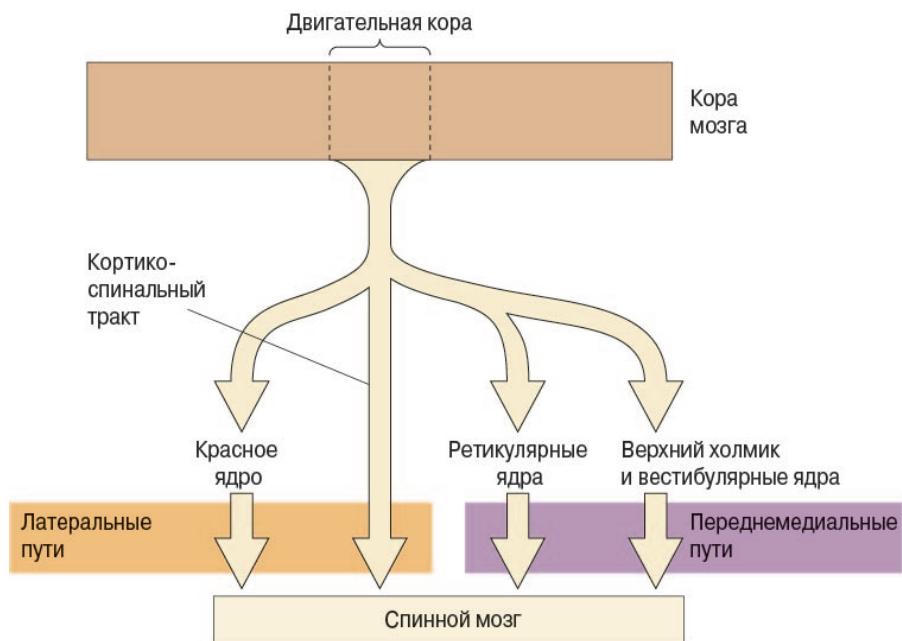 Двигательная кора
Кора
мозга
Кортико-
спинальный
тракт
Красное
ядро
Ретикулярные
ядра
Верхний холмик
и вестибулярные ядра
Латеральные
пути
Переднемедиальные
пути
Спинной мозг